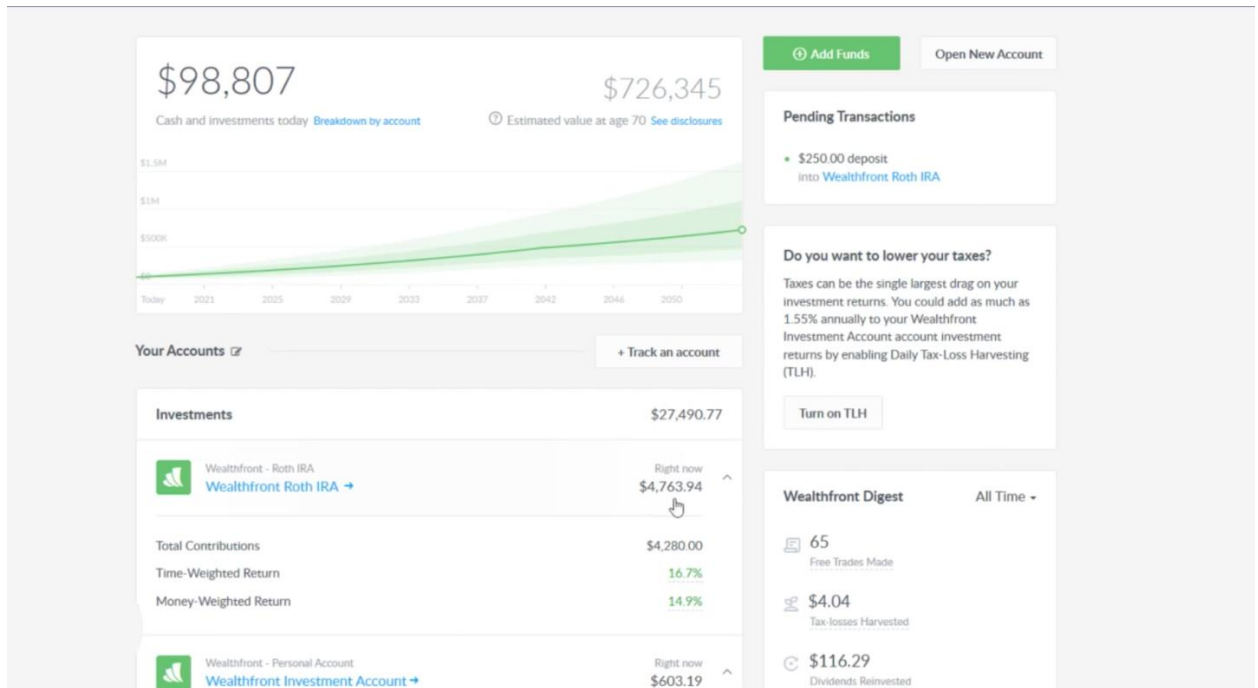 $98,807
Cash and investments today Breakdown by account
$726,345
Estimated value at age 70 See disclosures
$1.5M
$1M
$500K
$0
Today 2021 2025 2029 2033 2037 2042 2046 2050
Your Accounts
+ Track an account
Investments $27,490.77
Wealthfront - Roth IRA Right now
Wealthfront Roth IRA → $4,763.94
Total Contributions $4,280.00
Time-Weighted Return 16.7%
Money-Weighted Return 14.9%
Wealthfront - Personal Account Right now
Wealthfront Investment Account → $603.19
Add Funds
Open New Account
Pending Transactions
• $250.00 deposit
into Wealthfront Roth IRA
Do you want to lower your taxes?
Taxes can be the single largest drag on your
investment returns. You could add as much as
1.55% annually to your Wealthfront
Investment Account account investment
returns by enabling Daily Tax-Loss Harvesting
(TLH).
Turn on TLH
Wealthfront Digest All Time
65
Free Trades Made
$4.04
Tax-losses Harvested
$116.29
Dividends Reinvested